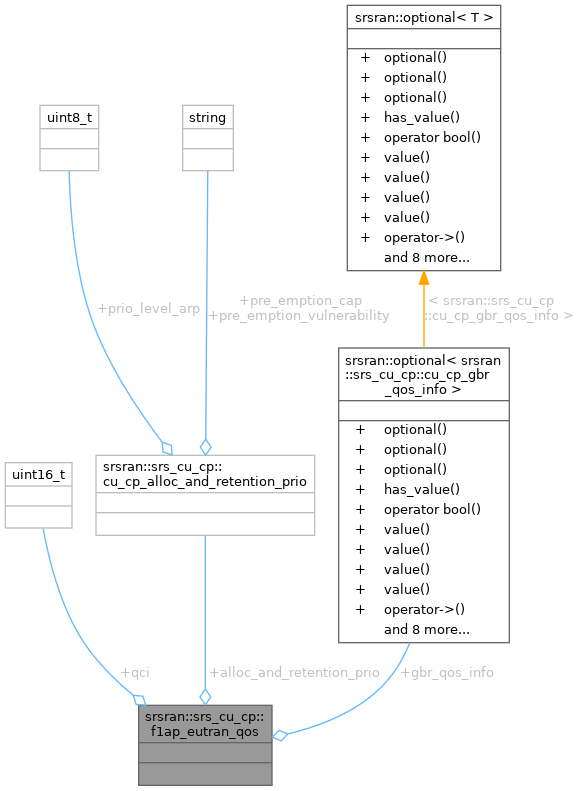 srsran::optional< T >
+ optional()
+ optional()
+ optional()
+ has_value()
+ operator bool()
+ value()
+ value()
+ value()
+ value()
+ operator->()
and 8 more...
uint8_t
string
+prio_level_arp
+pre_emption_cap
+pre_emption_vulnerability
< srsran::srs_cu_cp
::cu_cp_gbr_qos_info >
srsran::optional< srsran
::srs_cu_cp::cu_cp_gbr
_qos_info >
+ optional()
+ optional()
+ optional()
+ has_value()
+ operator bool()
+ value()
+ value()
+ value()
+ value()
+ operator->()
and 8 more...
uint16_t
srsran::srs_cu_cp::
cu_cp_alloc_and_retention_prio
+qci
+alloc_and_retention_prio
+gbr_qos_info
srsran::srs_cu_cp::
f1ap_eutran_qos